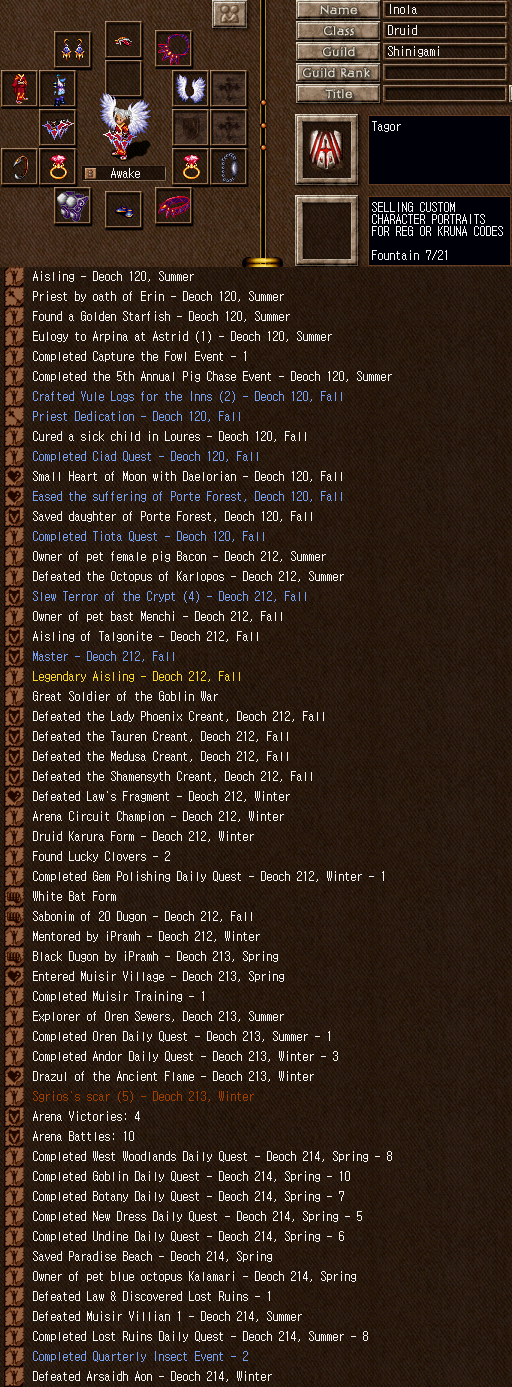 Name Inola
Class Druid
Guild Shinigami
Guild Rank
Title
Tagor
Awake
SELLING CUSTOM
CHARACTER PORTRAITS
FOR REG OR KRUNA CODES
Fountain 7/21
Aisling - Deoch 120, Summer
Priest by oath of Erin - Deoch 120, Summer
Found a Golden Starfish - Deoch 120, Summer
Eulogy to Arpina at Astrid (1) - Deoch 120, Summer
Completed Capture the Fowl Event - 1
Completed the 5th Annual Pig Chase Event - Deoch 120, Summer
Crafted Yule Logs for the Inns (2) - Deoch 120, Fall
Priest Dedication - Deoch 120, Fall
Cured a sick child in Loures - Deoch 120, Fall
Completed Ciad Quest - Deoch 120, Fall
Small Heart of Moon with Daelorian - Deoch 120, Fall
Eased the suffering of Porte Forest, Deoch 120, Fall
Saved daughter of Porte Forest, Deoch 120, Fall
Completed Tiota Quest - Deoch 120, Fall
Owner of pet female pig Bacon - Deoch 212, Summer
Defeated the Octopus of Karlopos - Deoch 212, Summer
Slew Terror of the Crypt (4) - Deoch 212, Fall
Owner of pet bast Menchi - Deoch 212, Fall
Aisling of Talgonite - Deoch 212, Fall
Master - Deoch 212, Fall
Legendary Aisling - Deoch 212, Fall
Great Soldier of the Goblin War
Defeated the Lady Phoenix Creant, Deoch 212, Fall
Defeated the Tauren Creant, Deoch 212, Fall
Defeated the Medusa Creant, Deoch 212, Fall
Defeated the Shamensyth Creant, Deoch 212, Fall
Defeated Law's Fragment - Deoch 212, Winter
Arena Circuit Champion - Deoch 212, Winter
Druid Karura Form - Deoch 212, Winter
Found Lucky Clovers - 2
Completed Gem Polishing Daily Quest - Deoch 212, Winter - 1
White Bat Form
Sabonim of 20 Dugon - Deoch 212, Fall
Mentored by iPramh - Deoch 212, Winter
Black Dugon by iPramh - Deoch 213, Spring
Entered Muisir Village - Deoch 213, Spring
Completed Muisir Training - 1
Explorer of Oren Sewers, Deoch 213, Summer
Completed Oren Daily Quest - Deoch 213, Summer - 1
Completed Andor Daily Quest - Deoch 213, Winter - 3
Drazul of the Ancient Flame - Deoch 213, Winter
Sgrios's scar (5) - Deoch 213, Winter
Arena Victories: 4
Arena Battles: 10
Completed West Woodlands Daily Quest - Deoch 214, Spring - 8
Completed Goblin Daily Quest - Deoch 214, Spring - 10
Completed Botany Daily Quest - Deoch 214, Spring - 7
Completed New Dress Daily Quest - Deoch 214, Spring - 5
Completed Undine Daily Quest - Deoch 214, Spring - 6
Saved Paradise Beach - Deoch 214, Spring
Owner of pet blue octopus Kalamari - Deoch 214, Spring
Defeated Law & Discovered Lost Ruins - 1
Defeated Muisir Villian 1 - Deoch 214, Summer
Completed Lost Ruins Daily Quest - Deoch 214, Summer - 8
Completed Quarterly Insect Event - 2
Defeated Arsaidh Aon - Deoch 214, Winter